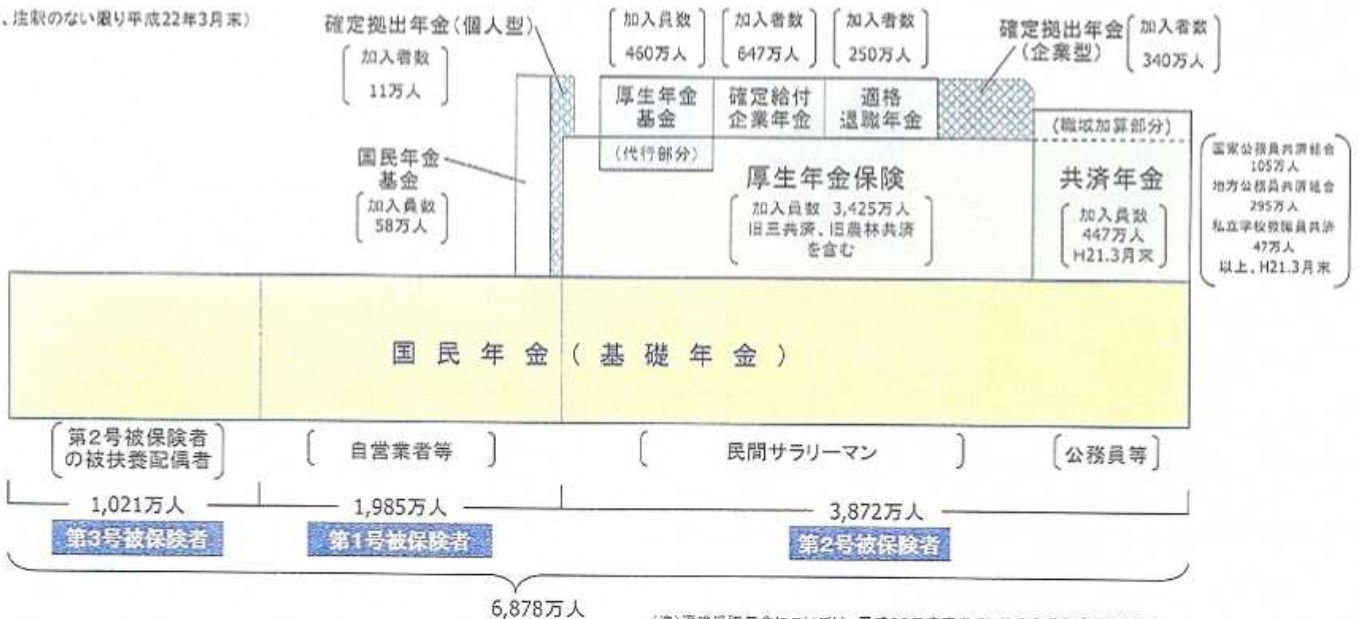 、注釈のない限り平成22年3月末)
確定拠出年金(個人型)
加入者数
11万人
国民年金
基金
加入員数
58万人
加入員数
460万人
加入者数
647万人
加入者数
250万人
確定拠出年金
(企業型)
加入者数
340万人
厚生年金
基金
(代行部分)
確定給付
企業年金
適格
退職年金
厚生年金保険
加入員数 3,425万人
旧三共済、旧農林共済
を含む
(職域加算部分)
共済年金
加入員数
447万人
H21.3月末
国家公務員共済組合
105万人
地方公務員共済組合
295万人
私立学校教職員共済
47万人
以上、H21.3月末
国民年金(基礎年金)
第2号被保険者
の被扶養配偶者
自営業者等
民間サラリーマン
公務員等
1,021万人
1,985万人
3,872万人
第3号被保険者
第1号被保険者
第2号被保険者
6,878万人